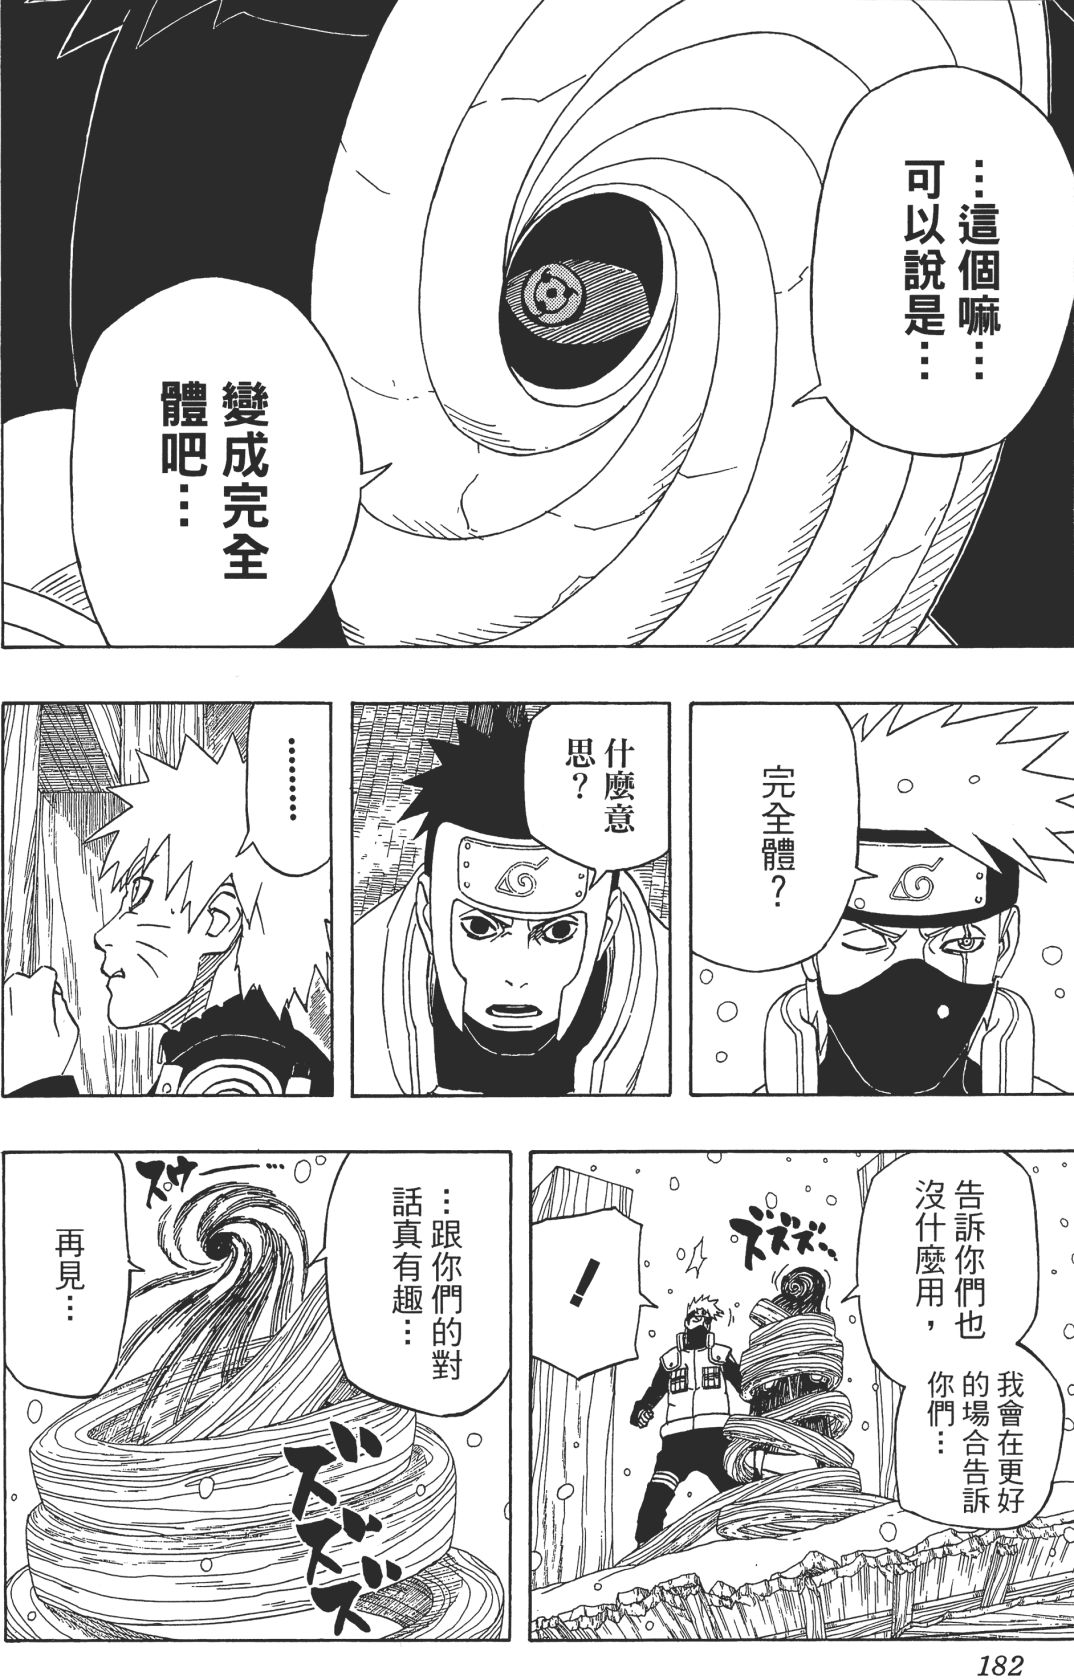 …這個嘛…
可以說是…
變成完全
體吧…
完全體？
什麼意
思？
………
告訴你們也
沒什麼用，
我會在更好
的場合告訴
你們…
！
ズズズ…
…跟你們的對
話真有趣…
再見…
ズウ
ズズズ
182